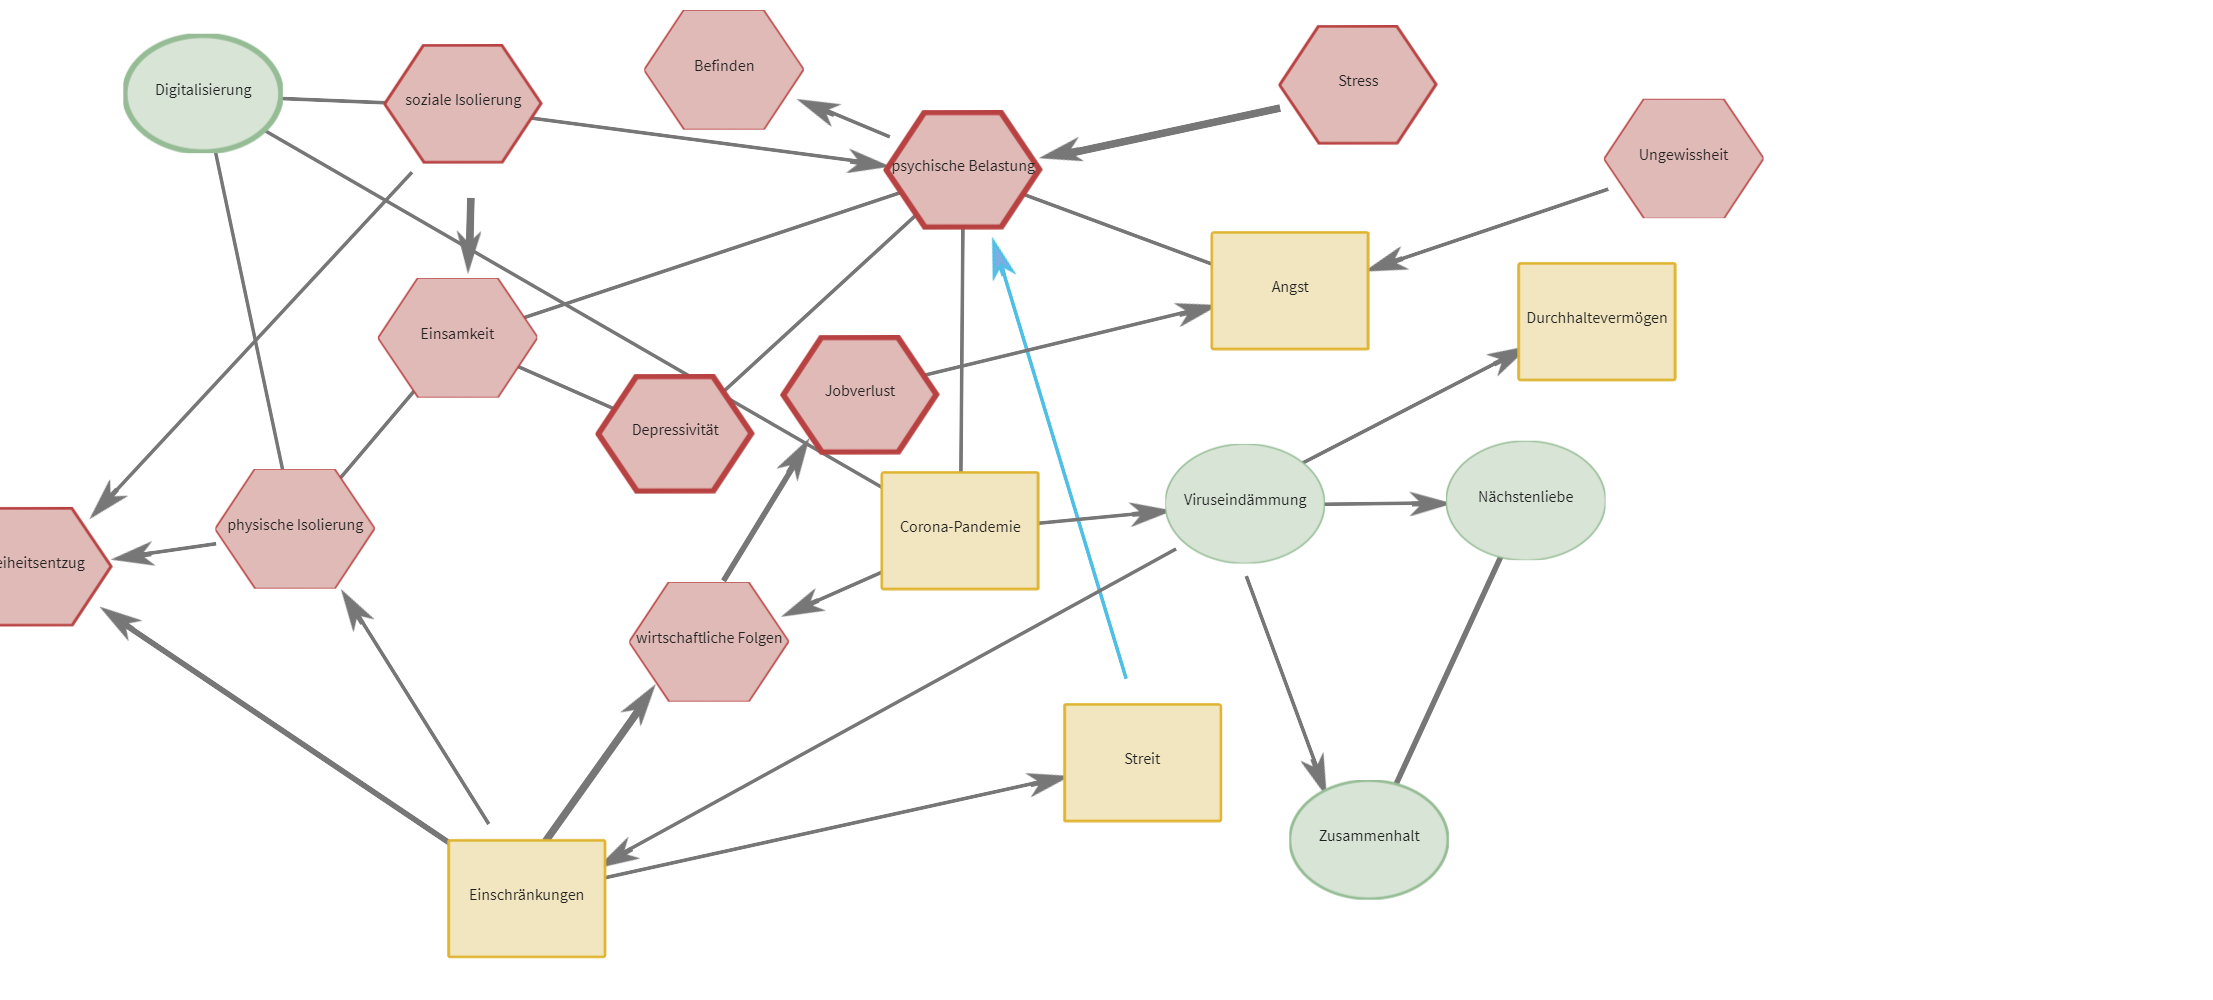 Befinden
Stress
Digitalisierung
soziale Isolierung
Ungewissheit
psychische Belastung
Angst
Durchhaltevermögen
Einsamkeit
Jobverlust
Depressivität
Nächstenliebe
Viruseindämmung
physische Isolierung
Corona-Pandemie
eiheitsentzug
wirtschaftliche Folgen
Streit
Zusammenhalt
Einschränkungen